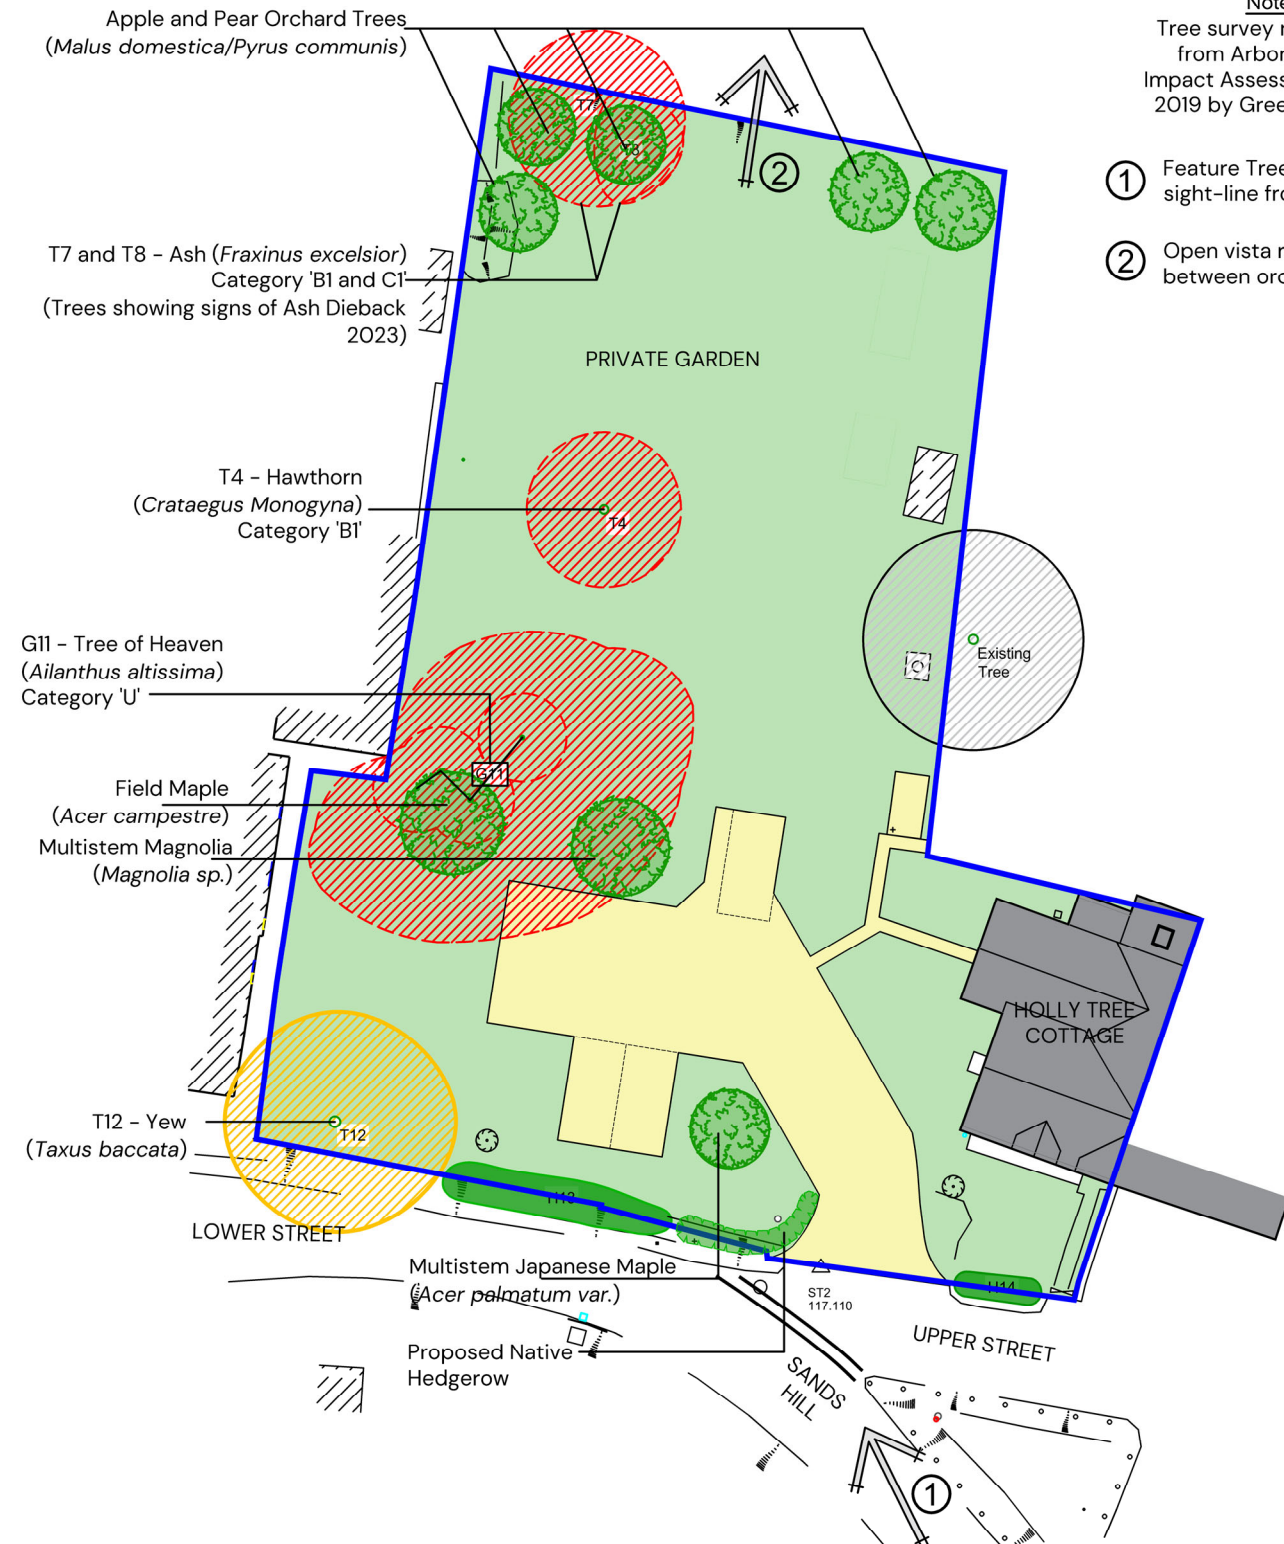 Apple and Pear Orchard Trees
(Malus domestica/Pyrus communis)
Tree survey
from Arbor
Impact Assess
2019 by Gree
1 Feature Tree
sight-line fro
2 Open vista
between oro
T7
T8
2
T7 and T8 - Ash (Fraxinus excelsior)
Category 'B1 and C1'
(Trees showing signs of Ash Dieback
2023)
PRIVATE GARDEN
T4 - Hawthorn
(Crataegus Monogyna)
Category 'B1'
T4
G11 - Tree of Heaven
(Ailanthus altissima)
Category 'U'
Existing
Tree
G11
Field Maple
(Acer campestre)
Multistem Magnolia
(Magnolia sp.)
HOLLY TREE
COTTAGE
T12 - Yew
(Taxus baccata)
T12
H13
LOWER STREET
Multistem Japanese Maple
(Acer palmatum var.)
ST2
117.110
H14
UPPER STREET
Proposed Native
Hedgerow
SANDS
HILL
1